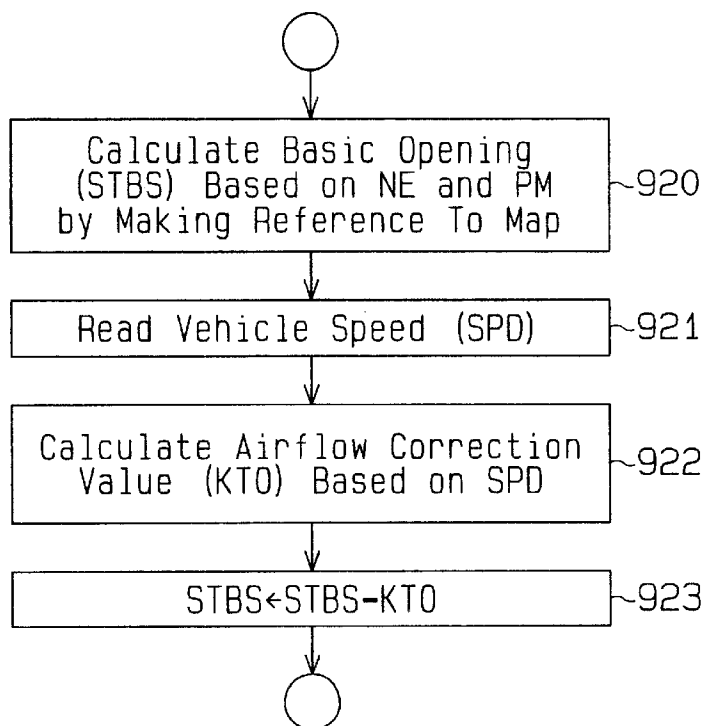 Calculate Basic Opening
(STBS) Based on NE and PM
by Making Reference To Map
920
Read Vehicle Speed (SPD)
921
Calculate Airflow Correction
Value (KTO) Based on SPD
922
STBS←STBS-KTO
923